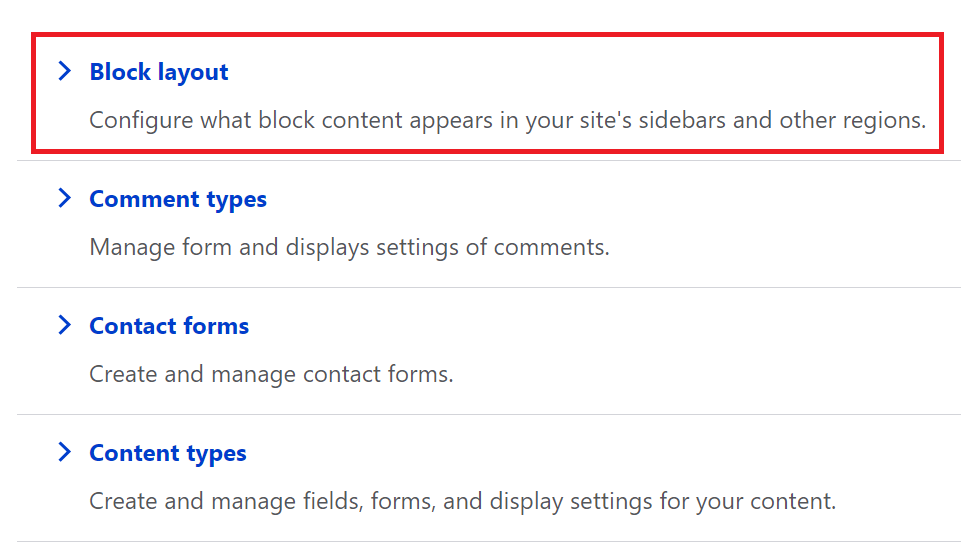 Block layout
Configure what block content appears in your site's sidebars and other regions.
Comment types
Manage form and displays settings of comments.
Contact forms
Create and manage contact forms.
Content types
Create and manage fields, forms, and display settings for your content.